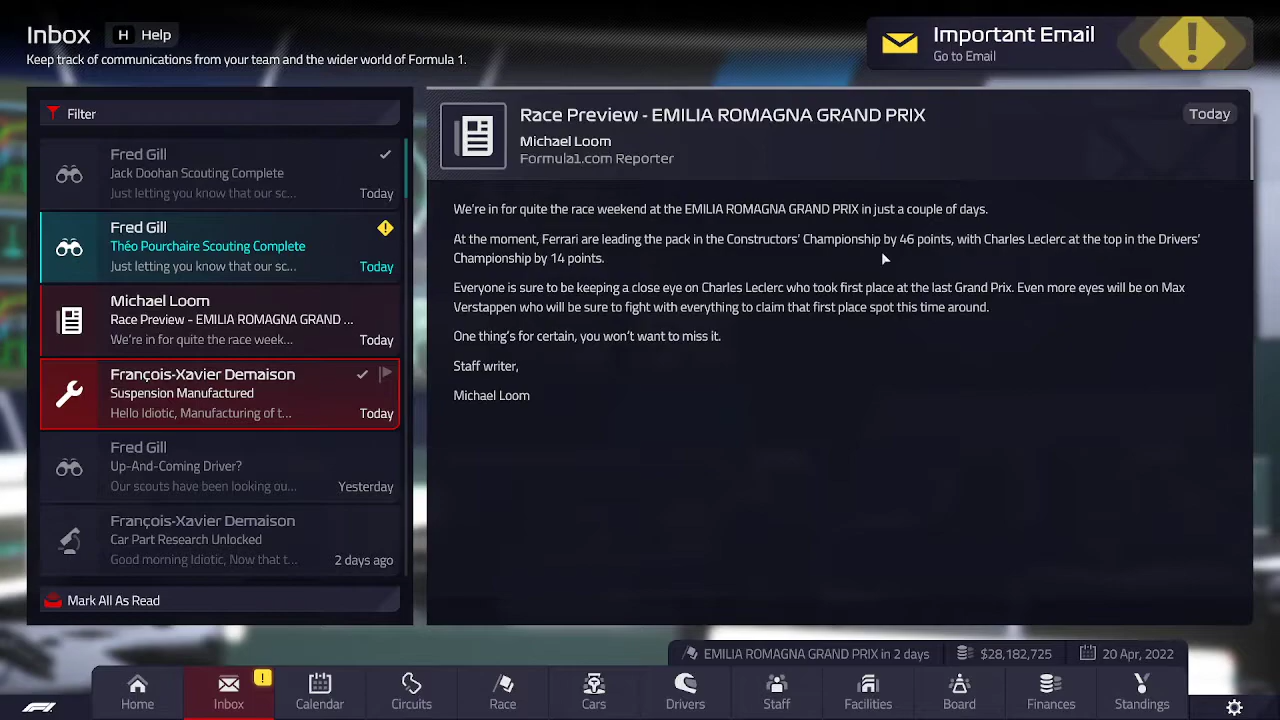 Inbox
H Help
Keep track of communications from your team and the wider world of Formula 1.
Important Email
Go to Email
Filter
Fred Gill
Jack Doohan Scouting Complete
Just letting you know that our sc...
Today
Fred Gill
Théo Pourchaire Scouting Complete
Just letting you know that our sc...
Today
Michael Loom
Race Preview - EMILIA ROMAGNA GRAND ...
We're in for quite the race week...
Today
François-Xavier Demaison
Suspension Manufactured
Hello Idiotic, Manufacturing of t...
Today
Fred Gill
Up-And-Coming Driver?
Our scouts have been looking ou...
Yesterday
François-Xavier Demaison
Car Part Research Unlocked
Good morning Idiotic, Now that t...
2 days ago
Mark All As Read
Race Preview - EMILIA ROMAGNA GRAND PRIX
Today
Michael Loom
Formula1.com Reporter
We're in for quite the race weekend at the EMILIA ROMAGNA GRAND PRIX in just a couple of days.
At the moment, Ferrari are leading the pack in the Constructors' Championship by 46 points, with Charles Leclerc at the top in the Drivers'
Championship by 14 points.
Everyone is sure to be keeping a close eye on Charles Leclerc who took first place at the last Grand Prix. Even more eyes will be on Max
Verstappen who will be sure to fight with everything to claim that first place spot this time around.
One thing's for certain, you won't want to miss it.
Staff writer,
Michael Loom
EMILIA ROMAGNA GRAND PRIX in 2 days
$28,182,725
20 Apr, 2022
Home
Inbox
Calendar
Circuits
Race
Cars
Drivers
Staff
Facilities
Board
Finances
Standings